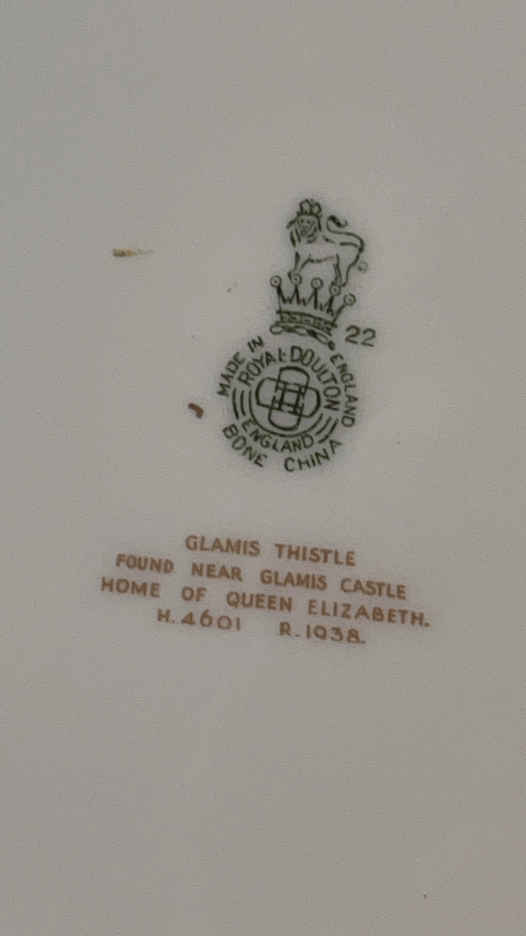 22
MADE IN ENGLAND
ROYAL·DOULTON
ENGLAND
BONE CHINA
GLAMIS THISTLE
FOUND NEAR GLAMIS CASTLE
HOME OF QUEEN ELIZABETH.
H.4601 R.1938.